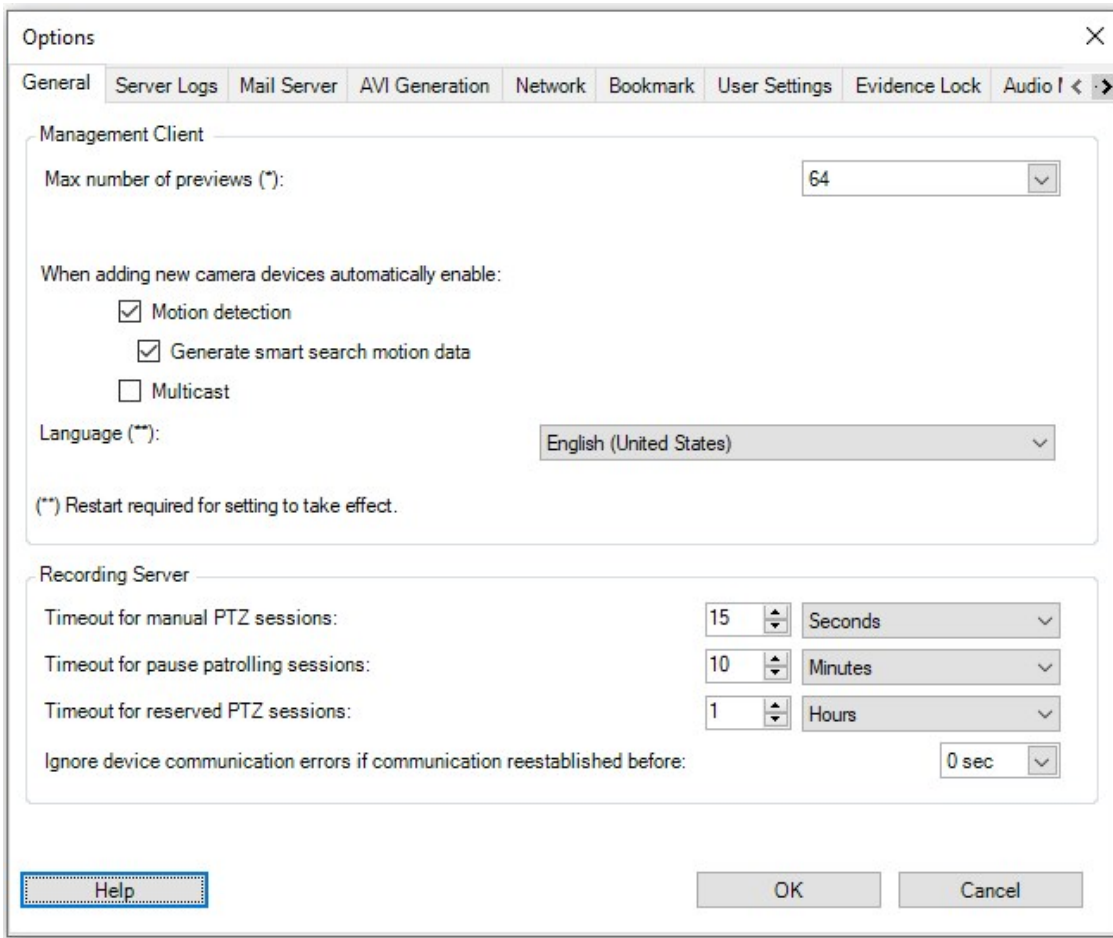 Options
General Server Logs Mail Server AVI Generation Network Bookmark User Settings Evidence Lock Audio
Management Client
Max number of previews (*): 64
When adding new camera devices automatically enable:
Motion detection
Generate smart search motion data
Multicast
Language (**): English (United States)
(**) Restart required for setting to take effect.
Recording Server
Timeout for manual PTZ sessions: 15 Seconds
Timeout for pause patrolling sessions: 10 Minutes
Timeout for reserved PTZ sessions: 1 Hours
Ignore device communication errors if communication reestablished before: 0 sec
Help OK Cancel